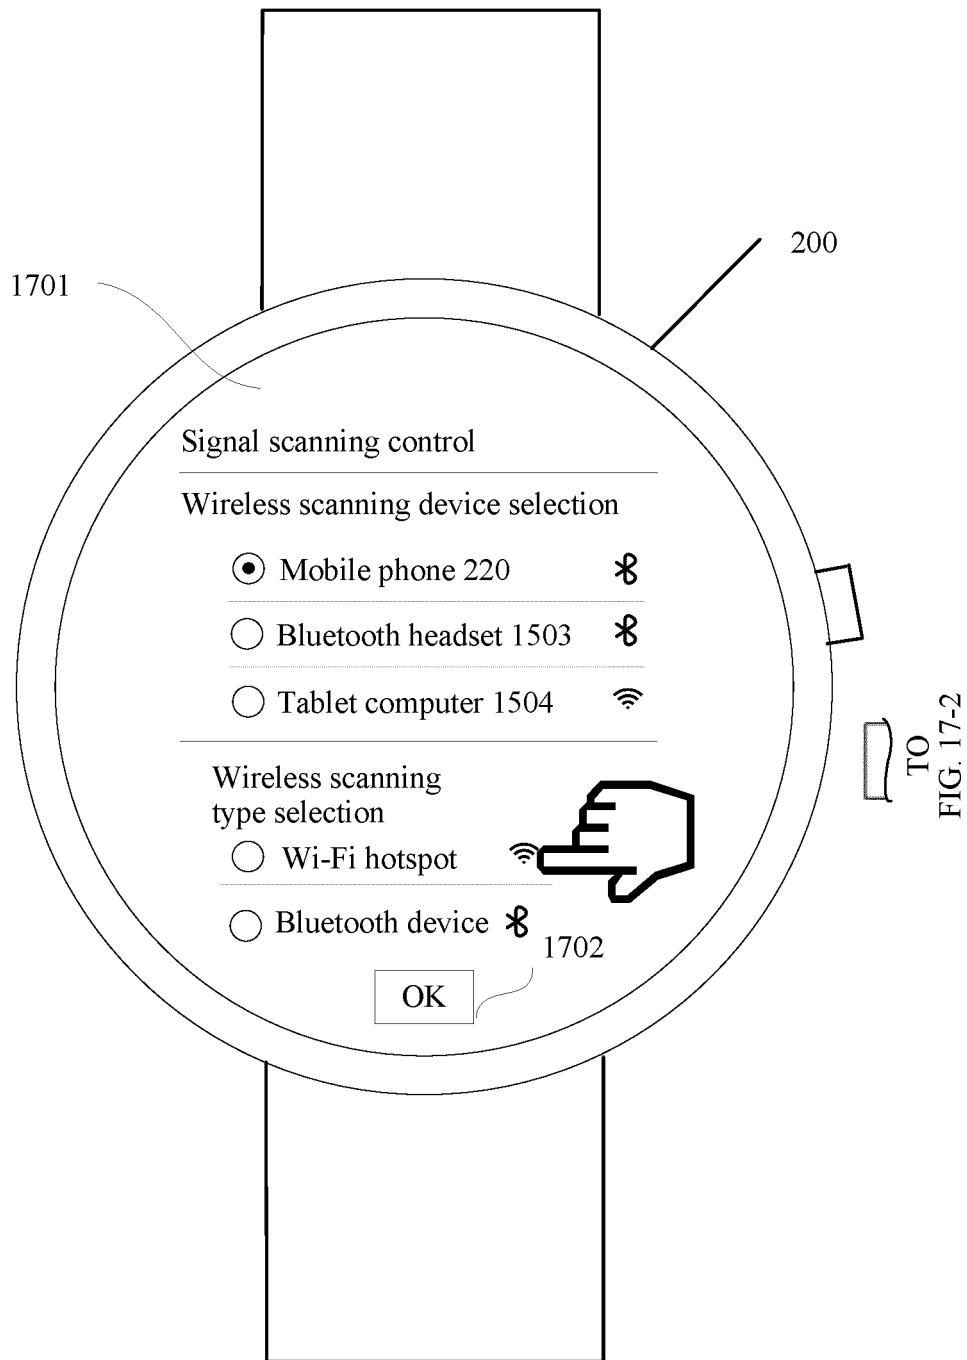 200
1701
Signal scanning control
Wireless scanning device selection
Mobile phone 220
Bluetooth headset 1503
Tablet computer 1504
Wireless scanning
type selection
Wi-Fi hotspot
Bluetooth device
1702
OK
TO
FIG. 17-2